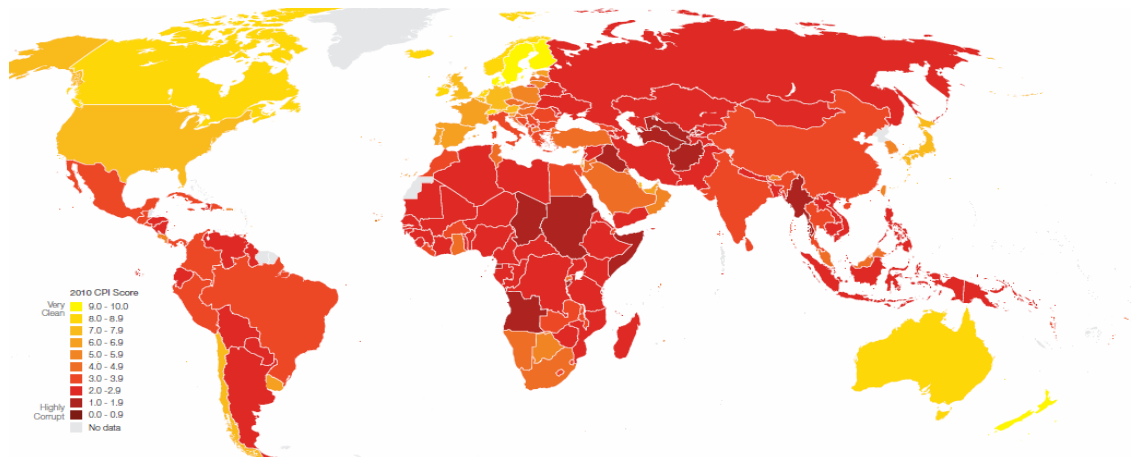 2010 CPI Score
Very
Clean
9.0 - 10.0
8.0 - 8.9
7.0 - 7.9
6.0 - 6.9
5.0 - 5.9
4.0 - 4.9
3.0 - 3.9
2.0 -2.9
1.0 - 1.9
Highly
Corrupt
0.0 - 0.9
No data